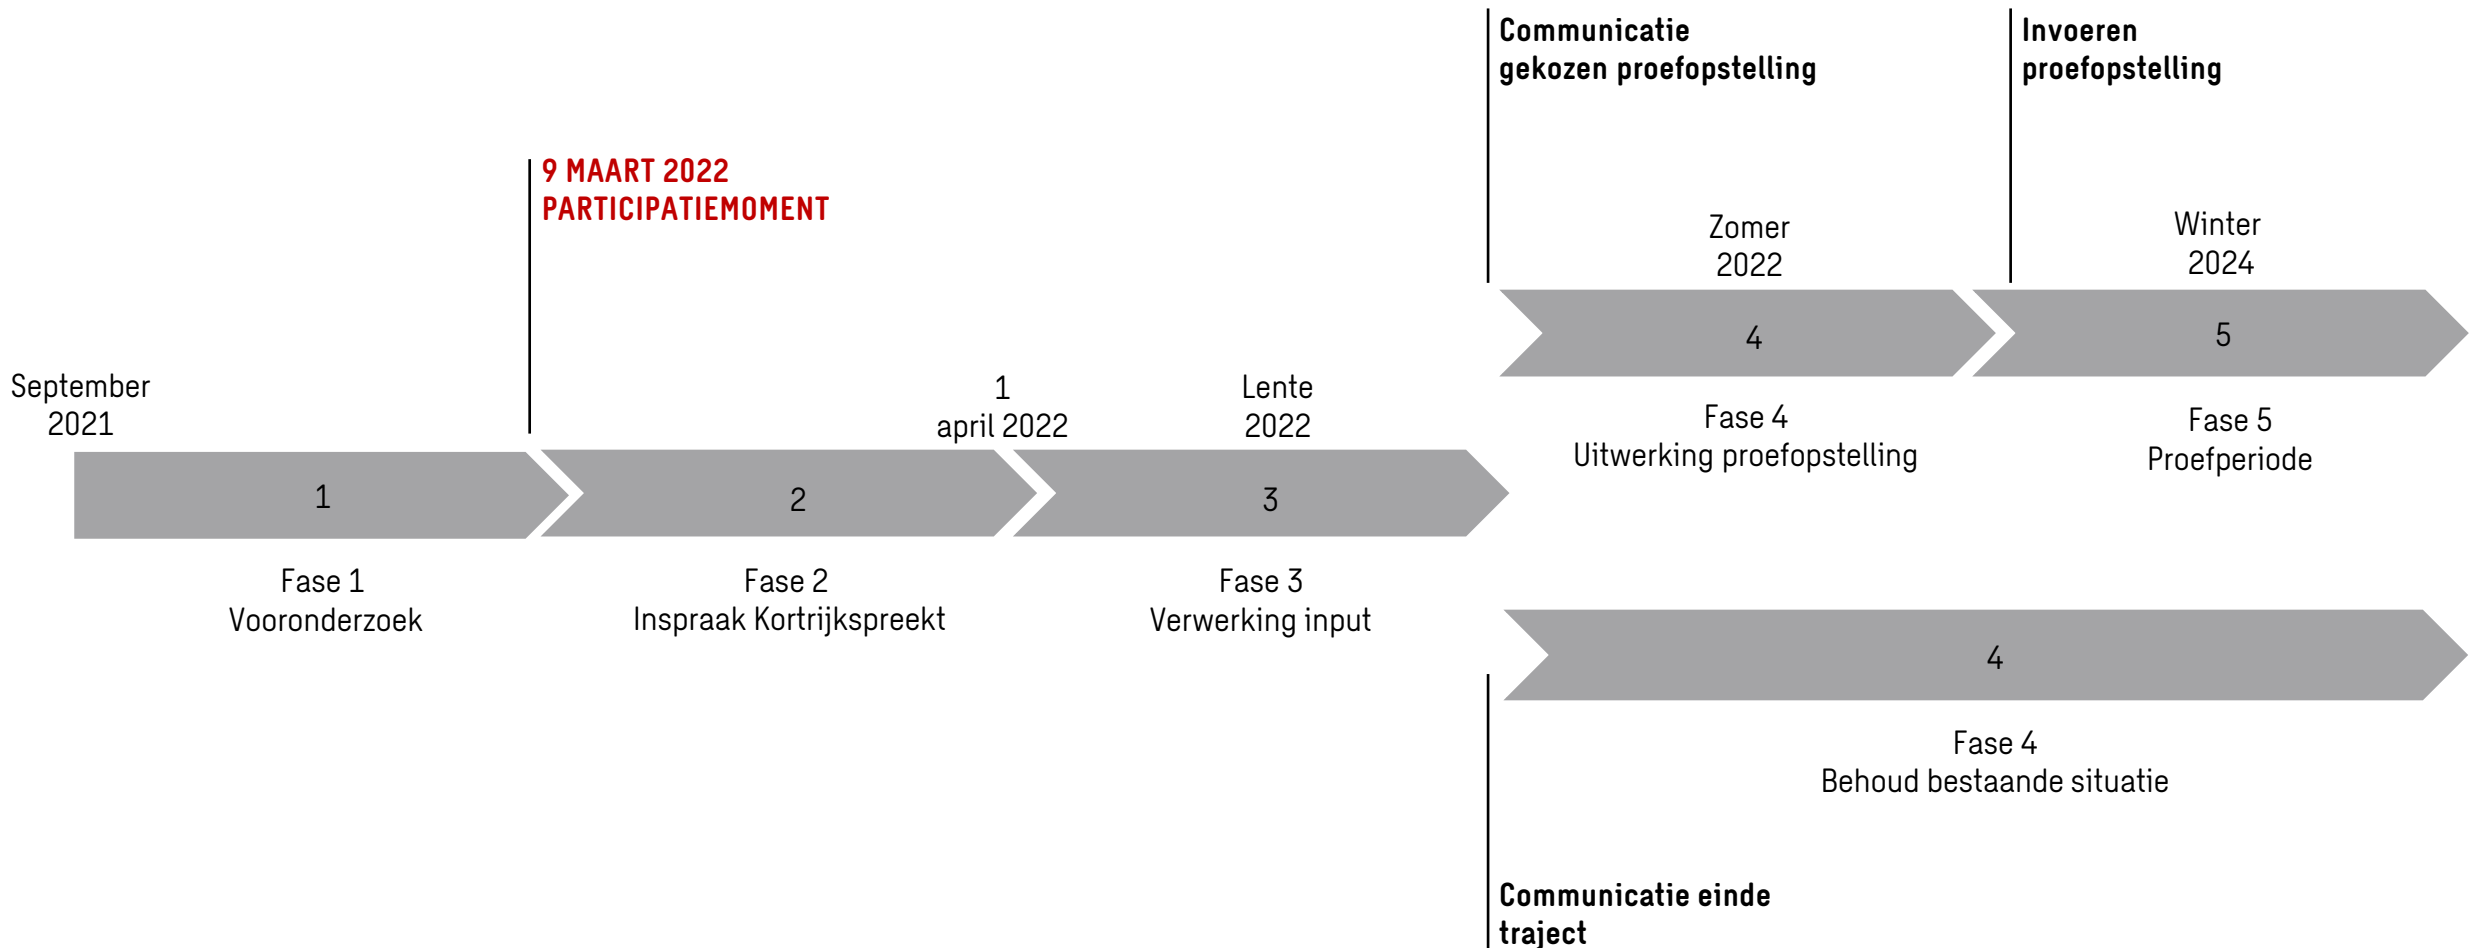 Communicatie
gekozen proefopstelling
Invoeren
proefopstelling
9 MAART 2022
PARTICIPATIEMOMENT
Zomer
2022
Winter
2024
4
5
September
2021
1
april 2022
Lente
2022
Fase 4
Uitwerking proefopstelling
Fase 5
Proefperiode
1
2
3
Fase 1
Vooronderzoek
Fase 2
Inspraak Kortrijkspreekt
Fase 3
Verwerking input
4
Fase 4
Behoud bestaande situatie
Communicatie einde
traject